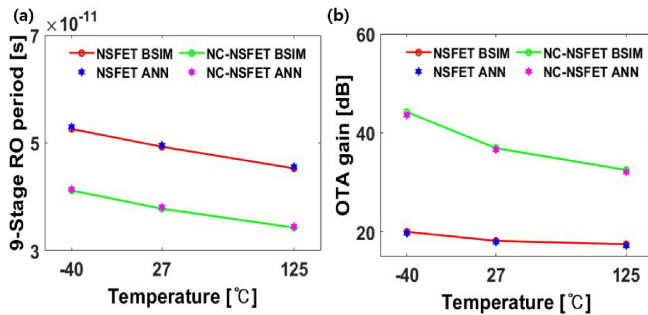 (a)
×10⁻¹¹
7
5
3
9-Stage RO period [s]
NSFET BSIM
NC-NSFET BSIM
NSFET ANN
NC-NSFET ANN
-40
27
125
Temperature [℃]
(b)
60
40
20
OTA gain [dB]
NSFET BSIM
NC-NSFET BSIM
NSFET ANN
NC-NSFET ANN
-40
27
125
Temperature [℃]